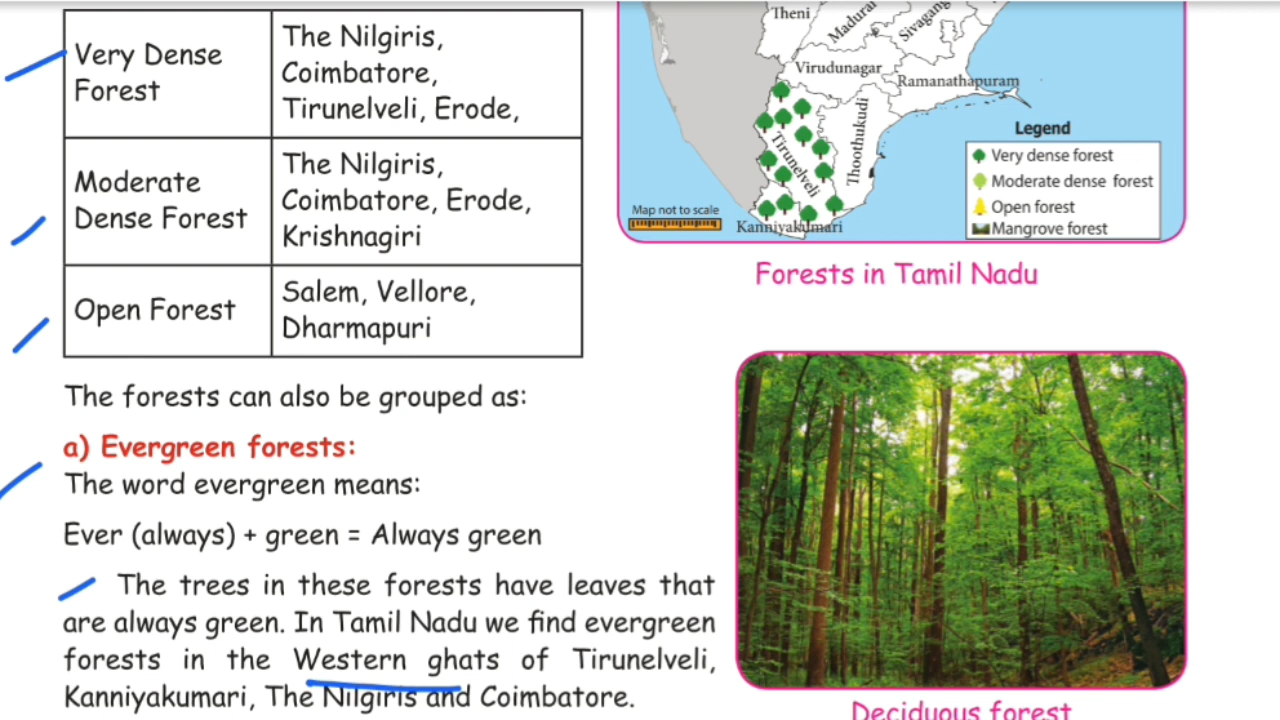 Very Dense
Forest
The Nilgiris,
Coimbatore,
Tirunelveli, Erode,
Moderate
Dense Forest
The Nilgiris,
Coimbatore, Erode,
Krishnagiri
Open Forest
Salem, Vellore,
Dharmapuri
The forests can also be grouped as:
a) Evergreen forests:
The word evergreen means:
Ever (always) + green = Always green
The trees in these forests have leaves that
are always green. In Tamil Nadu we find evergreen
forests in the Western ghats of Tirunelveli,
Kanniyakumari, The Nilgiris and Coimbatore.
Theni
Madurai
Sivagang
Virudunagar
Ramanathapuram
Thoothukudi
Tirunelveli
Kanniyakumari
Map not to scale
Legend
Very dense forest
Moderate dense forest
Open forest
Mangrove forest
Forests in Tamil Nadu
Deciduous forest